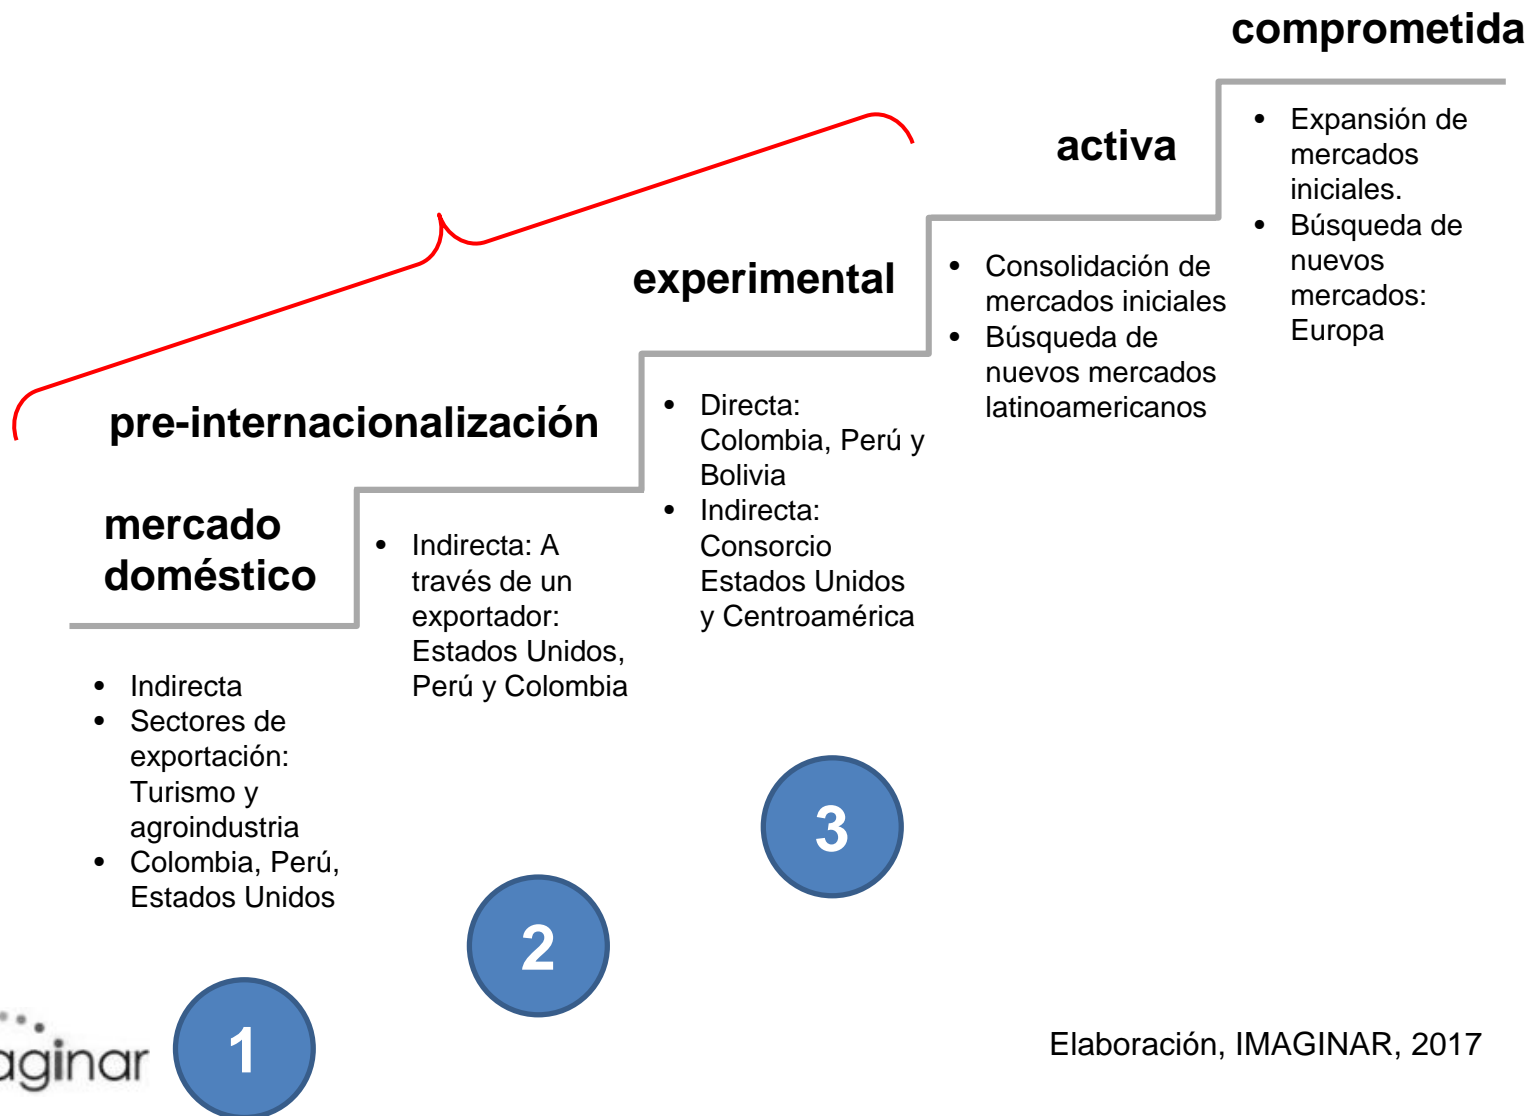 comprometida
• Expansión de
mercados
iniciales.
• Búsqueda de
nuevos
mercados:
Europa
activa
• Consolidación de
mercados iniciales
• Búsqueda de
nuevos mercados
latinoamericanos
experimental
• Directa:
Colombia, Perú y
Bolivia
• Indirecta:
Consorcio
Estados Unidos
y Centroamérica
pre-internacionalización
• Indirecta: A
través de un
exportador:
Estados Unidos,
Perú y Colombia
mercado
doméstico
• Indirecta
• Sectores de
exportación:
Turismo y
agroindustria
• Colombia, Perú,
Estados Unidos
3
2
1
aginar
Elaboración, IMAGINAR, 2017